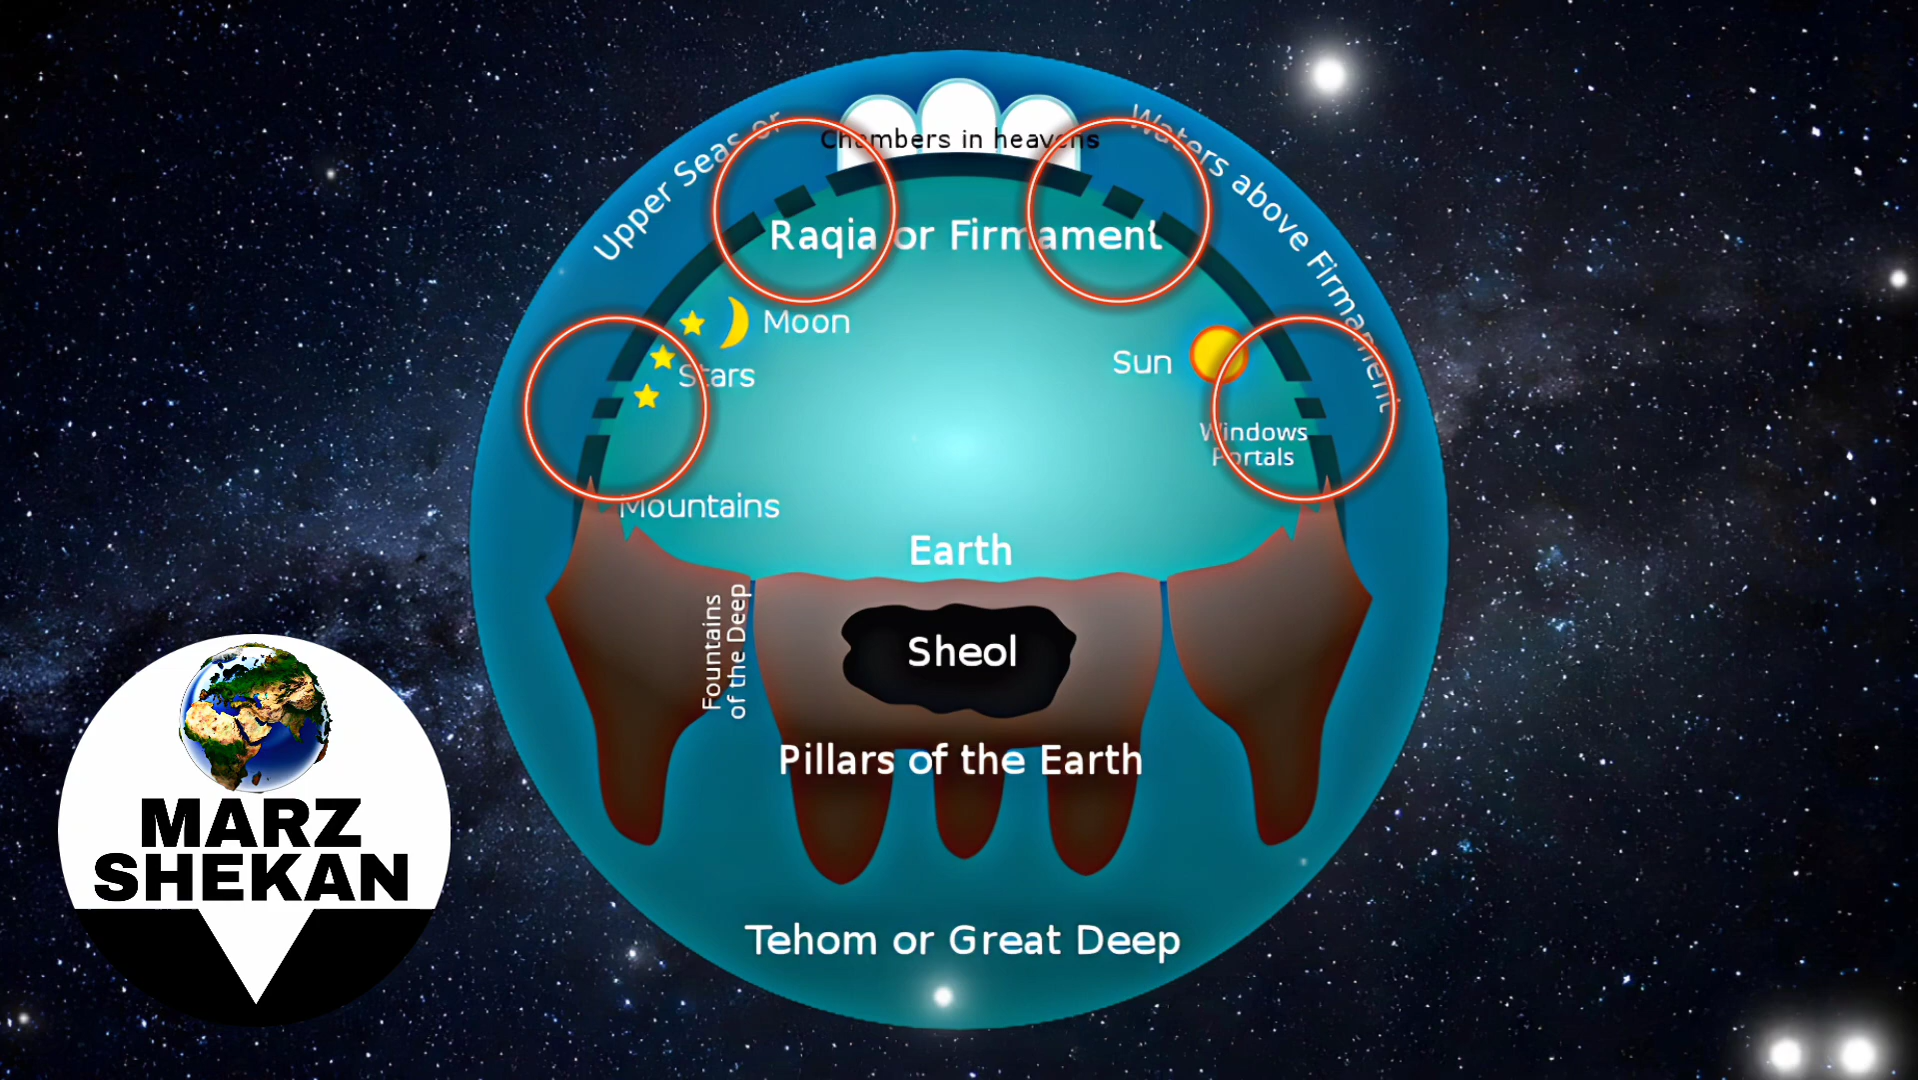 Chambers in heavens
Upper Seas or
Waters above Firmament
Raqia or Firmament
Moon
Stars
Sun
Windows
Portals
Mountains
Earth
Fountains
of the Deep
Sheol
Pillars of the Earth
Tehom or Great Deep
MARZ
SHEKAN